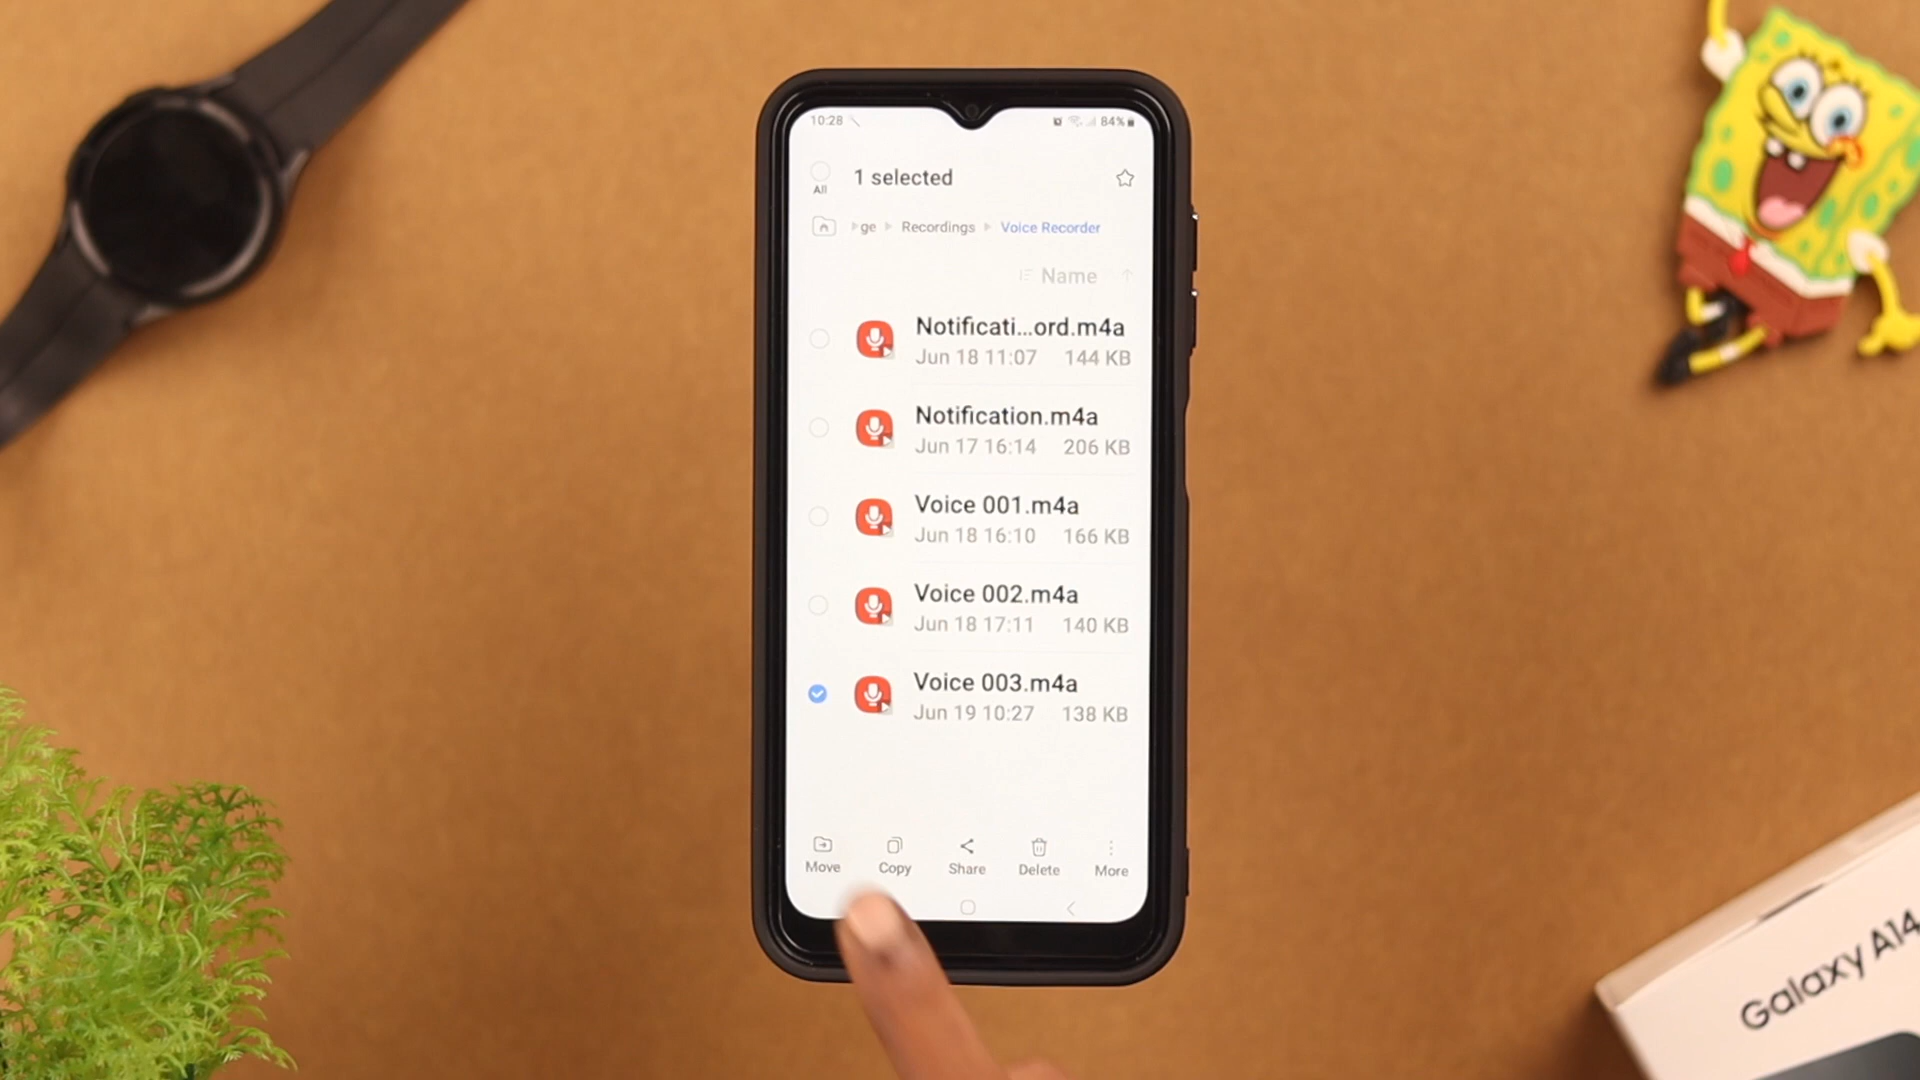 10:28 84%
All 1 selected
ge Recordings Voice Recorder
Name
Notificati...ord.m4a
Jun 18 11:07 144 KB
Notification.m4a
Jun 17 16:14 206 KB
Voice 001.m4a
Jun 18 16:10 166 KB
Voice 002.m4a
Jun 18 17:11 140 KB
Voice 003.m4a
Jun 19 10:27 138 KB
Move Copy Share Delete More
Galaxy A14